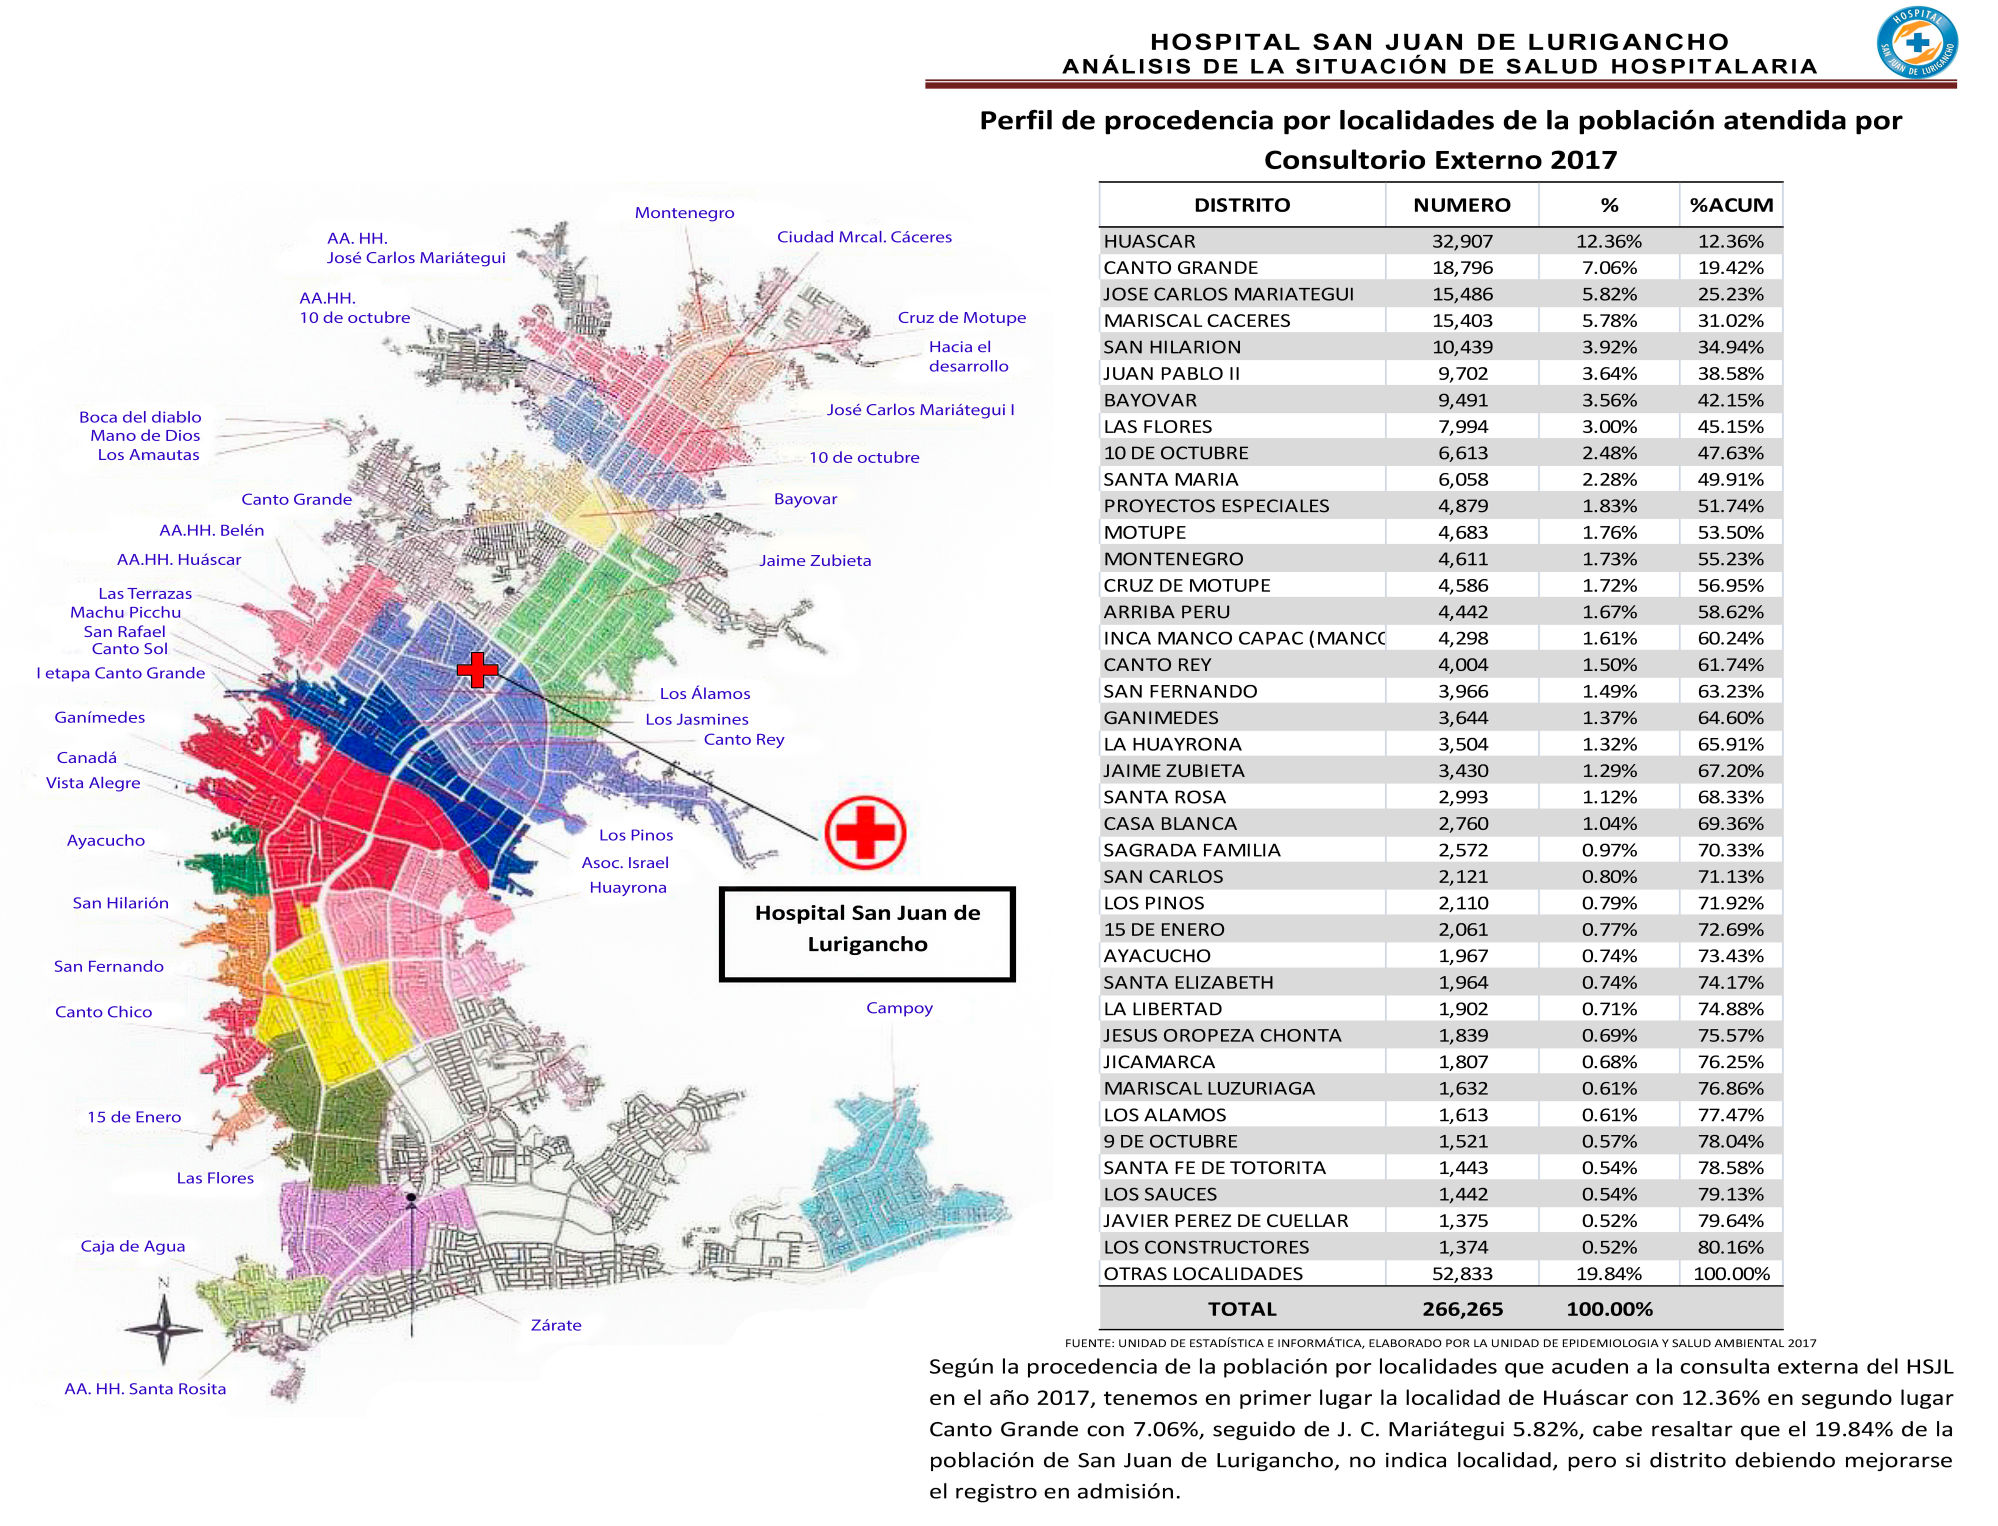 HOSPITAL SAN JUAN DE LURIGANCHO
ANÁLISIS DE LA SITUACIÓN DE SALUD HOSPITALARIA
HOSPITAL
SAN JUAN DE LURIGANCHO
Perfil de procedencia por localidades de la población atendida por
Consultorio Externo 2017
Montenegro
Ciudad Mrcal. Cáceres
AA. HH.
José Carlos Mariátegui
AA.HH.
10 de octubre
Cruz de Motupe
Hacia el
desarrollo
José Carlos Mariátegui I
Boca del diablo
Mano de Dios
Los Amautas
10 de octubre
Canto Grande
Bayovar
AA.HH. Belén
AA.HH. Huáscar
Jaime Zubieta
Las Terrazas
Machu Picchu
San Rafael
Canto Sol
I etapa Canto Grande
Los Álamos
Ganímedes
Los Jasmines
Canto Rey
Canadá
Vista Alegre
Ayacucho
Los Pinos
Asoc. Israel
Huayrona
San Hilarión
Hospital San Juan de
Lurigancho
San Fernando
Canto Chico
Campoy
15 de Enero
Las Flores
Caja de Agua
N
Zárate
AA. HH. Santa Rosita
DISTRITO NUMERO % %ACUM
HUASCAR 32,907 12.36% 12.36%
CANTO GRANDE 18,796 7.06% 19.42%
JOSE CARLOS MARIATEGUI 15,486 5.82% 25.23%
MARISCAL CACERES 15,403 5.78% 31.02%
SAN HILARION 10,439 3.92% 34.94%
JUAN PABLO II 9,702 3.64% 38.58%
BAYOVAR 9,491 3.56% 42.15%
LAS FLORES 7,994 3.00% 45.15%
10 DE OCTUBRE 6,613 2.48% 47.63%
SANTA MARIA 6,058 2.28% 49.91%
PROYECTOS ESPECIALES 4,879 1.83% 51.74%
MOTUPE 4,683 1.76% 53.50%
MONTENEGRO 4,611 1.73% 55.23%
CRUZ DE MOTUPE 4,586 1.72% 56.95%
ARRIBA PERU 4,442 1.67% 58.62%
INCA MANCO CAPAC (MANCO 4,298 1.61% 60.24%
CANTO REY 4,004 1.50% 61.74%
SAN FERNANDO 3,966 1.49% 63.23%
GANIMEDES 3,644 1.37% 64.60%
LA HUAYRONA 3,504 1.32% 65.91%
JAIME ZUBIETA 3,430 1.29% 67.20%
SANTA ROSA 2,993 1.12% 68.33%
CASA BLANCA 2,760 1.04% 69.36%
SAGRADA FAMILIA 2,572 0.97% 70.33%
SAN CARLOS 2,121 0.80% 71.13%
LOS PINOS 2,110 0.79% 71.92%
15 DE ENERO 2,061 0.77% 72.69%
AYACUCHO 1,967 0.74% 73.43%
SANTA ELIZABETH 1,964 0.74% 74.17%
LA LIBERTAD 1,902 0.71% 74.88%
JESUS OROPEZA CHONTA 1,839 0.69% 75.57%
JICAMARCA 1,807 0.68% 76.25%
MARISCAL LUZURIAGA 1,632 0.61% 76.86%
LOS ALAMOS 1,613 0.61% 77.47%
9 DE OCTUBRE 1,521 0.57% 78.04%
SANTA FE DE TOTORITA 1,443 0.54% 78.58%
LOS SAUCES 1,442 0.54% 79.13%
JAVIER PEREZ DE CUELLAR 1,375 0.52% 79.64%
LOS CONSTRUCTORES 1,374 0.52% 80.16%
OTRAS LOCALIDADES 52,833 19.84% 100.00%
TOTAL 266,265 100.00%
FUENTE: UNIDAD DE ESTADÍSTICA E INFORMÁTICA, ELABORADO POR LA UNIDAD DE EPIDEMIOLOGIA Y SALUD AMBIENTAL 2017
Según la procedencia de la población por localidades que acuden a la consulta externa del HSJL
en el año 2017, tenemos en primer lugar la localidad de Huáscar con 12.36% en segundo lugar
Canto Grande con 7.06%, seguido de J. C. Mariátegui 5.82%, cabe resaltar que el 19.84% de la
población de San Juan de Lurigancho, no indica localidad, pero si distrito debiendo mejorarse
el registro en admisión.